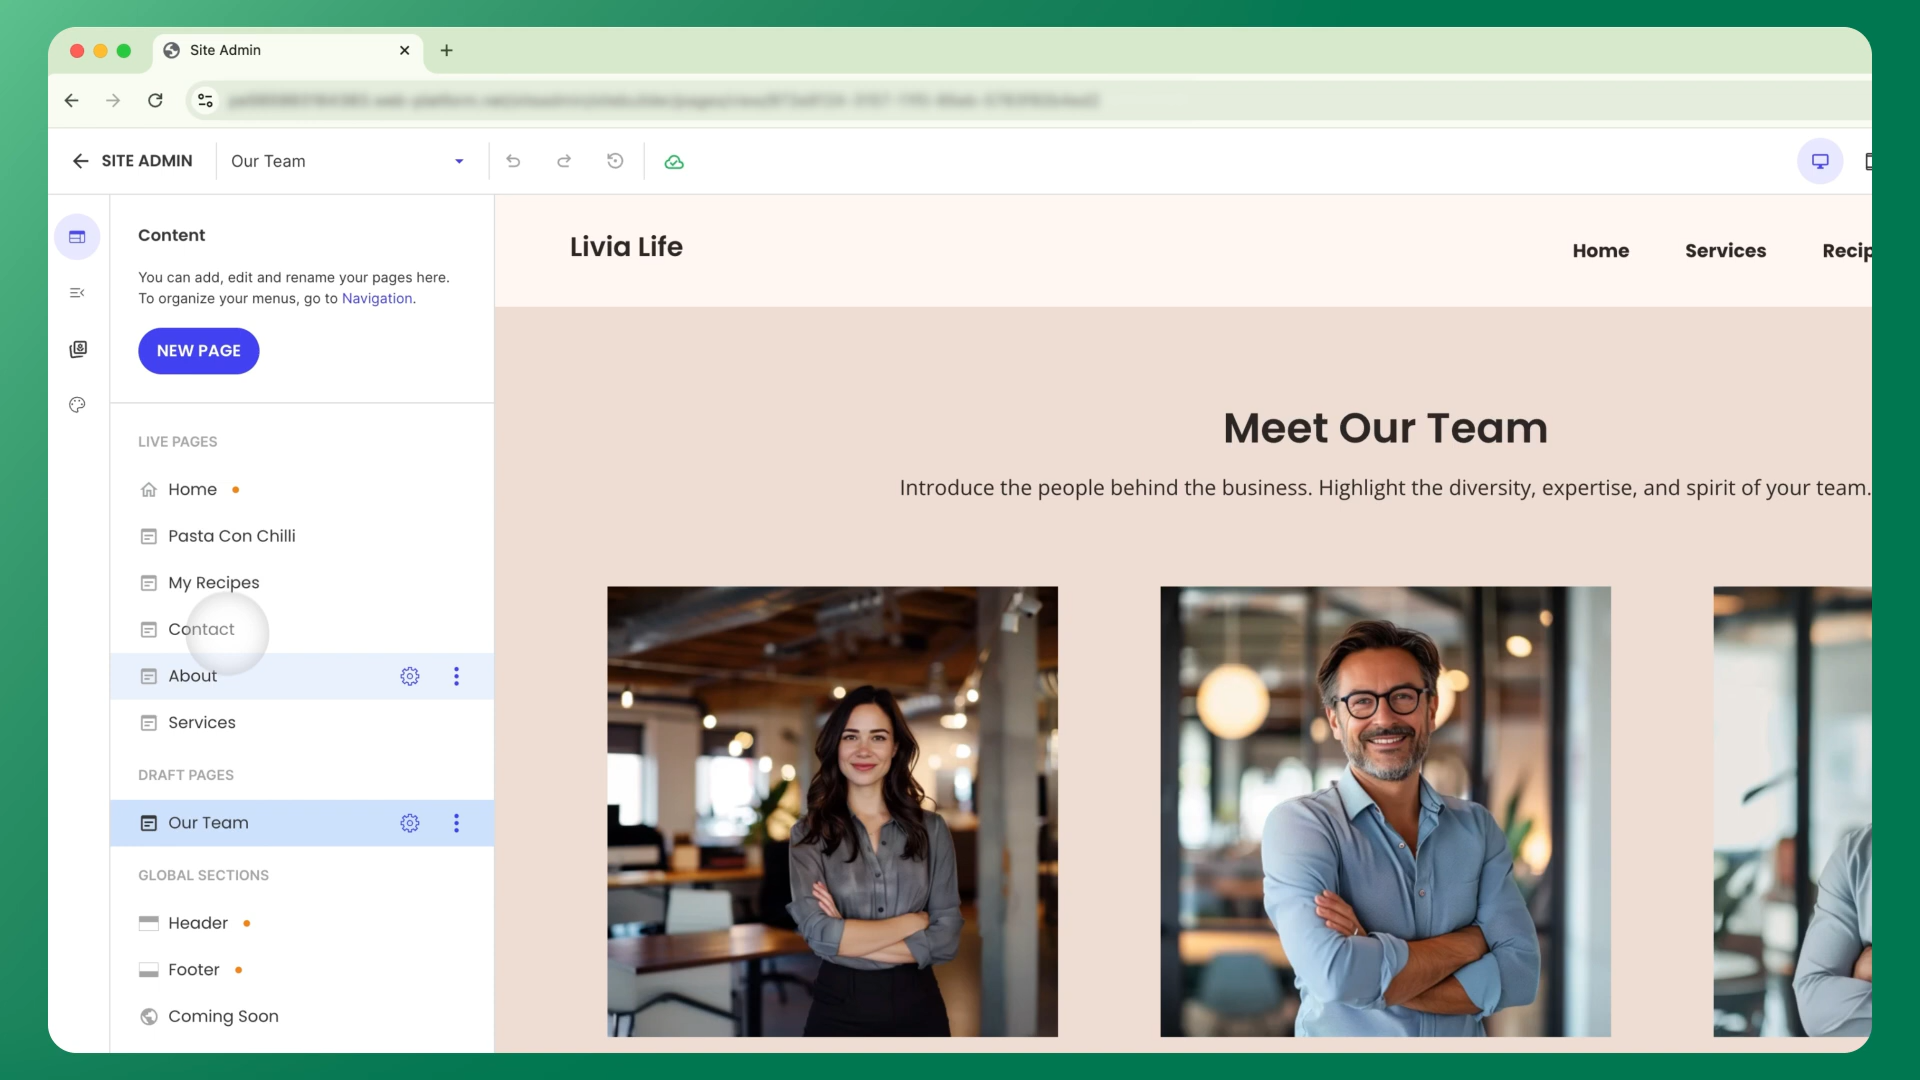 Site Admin
SITE ADMIN
Our Team
Content
You can add, edit and rename your pages here.
To organize your menus, go to Navigation.
NEW PAGE
LIVE PAGES
Home
Pasta Con Chilli
My Recipes
Contact
About
Services
DRAFT PAGES
Our Team
GLOBAL SECTIONS
Header
Footer
Coming Soon
Livia Life
Home
Services
Recip
Meet Our Team
Introduce the people behind the business. Highlight the diversity, expertise, and spirit of your team.